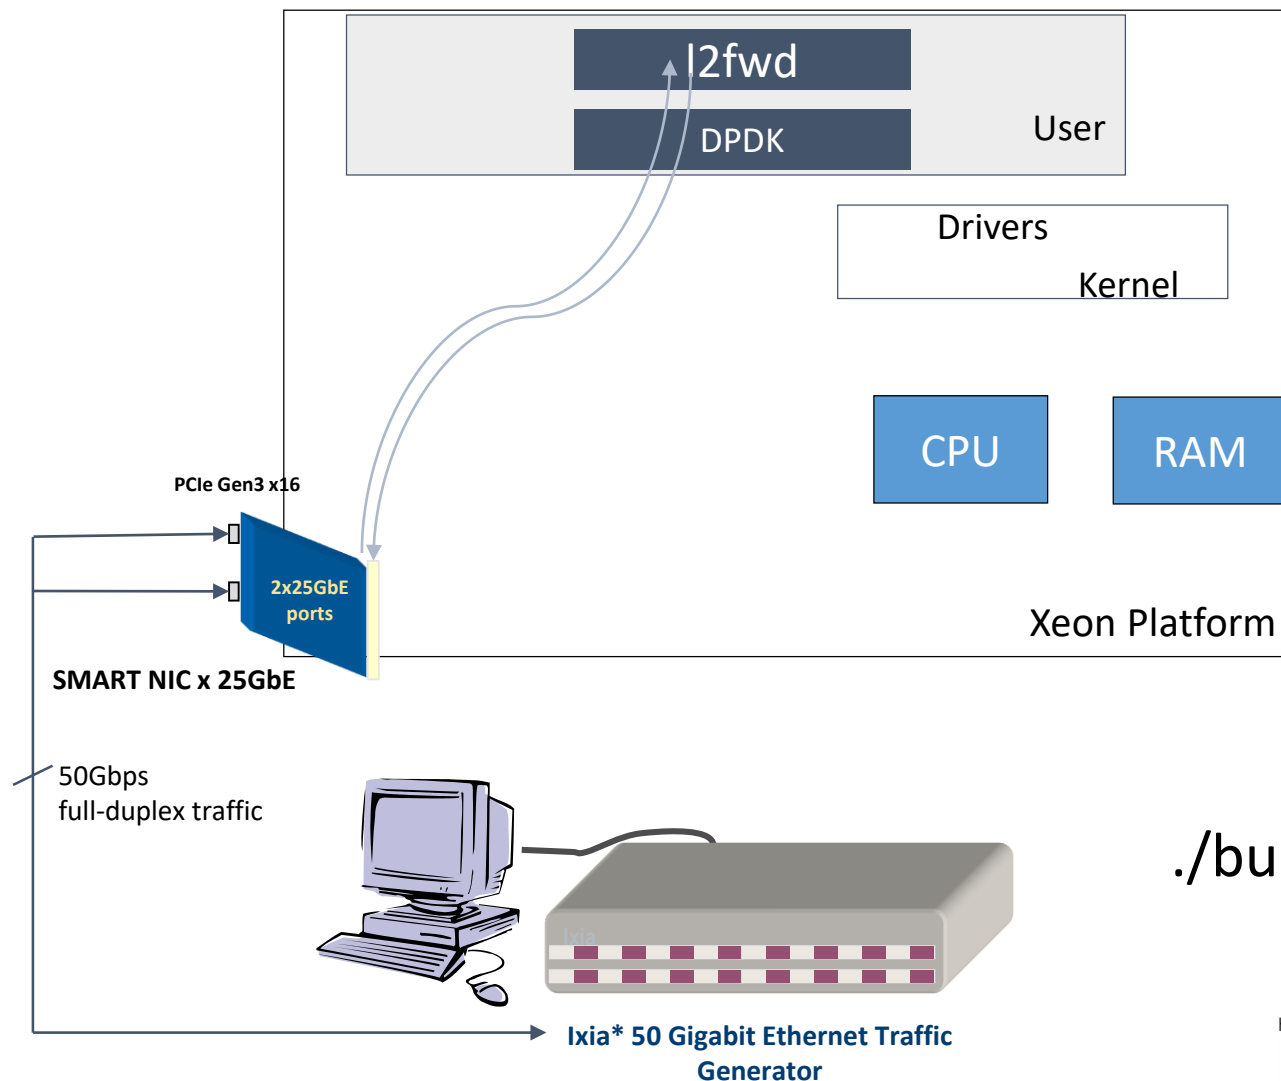 l2fwd
DPDK
User
Drivers
Kernel
CPU
RAM
PCIe Gen3 x16
2x25GbE
ports
Xeon Platform
SMART NIC x 25GbE
50Gbps
full-duplex traffic
./bu
Ixia
Ixia* 50 Gigabit Ethernet Traffic
Generator